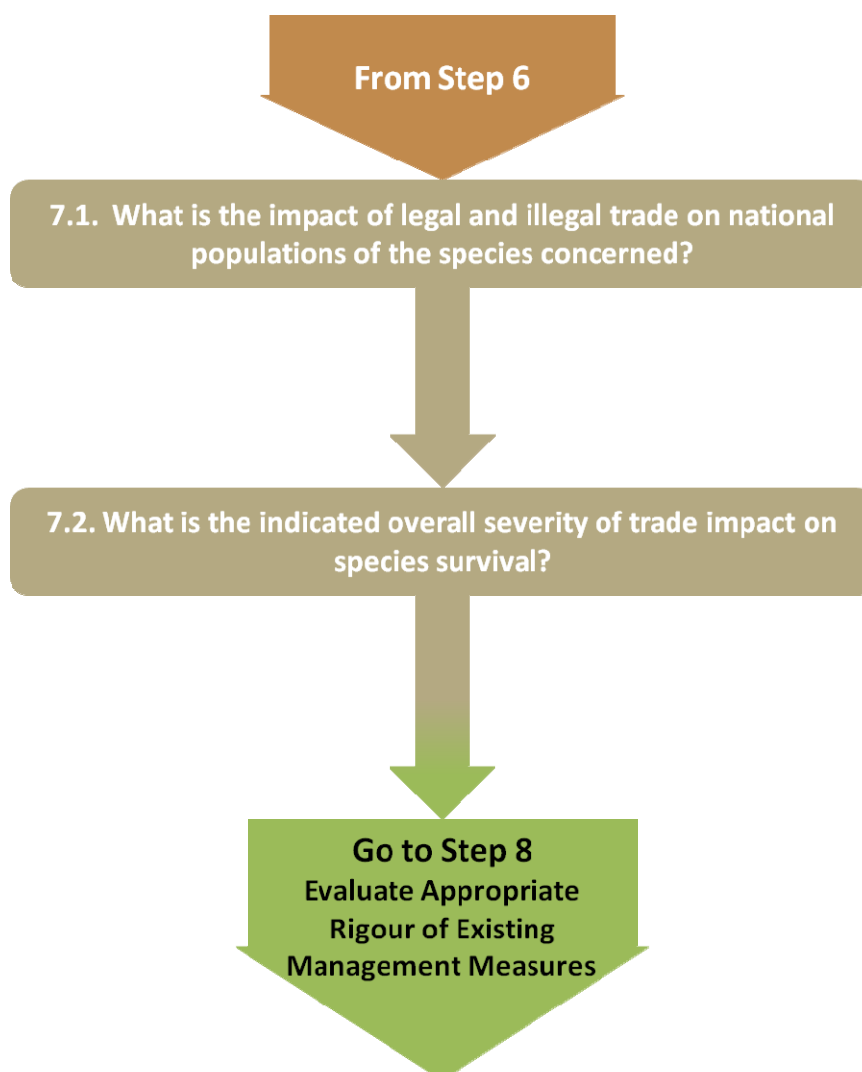 From Step 6
7.1. What is the impact of legal and illegal trade on national
populations of the species concerned?
7.2. What is the indicated overall severity of trade impact on
species survival?
Go to Step 8
Evaluate Appropriate
Rigour of Existing
Management Measures